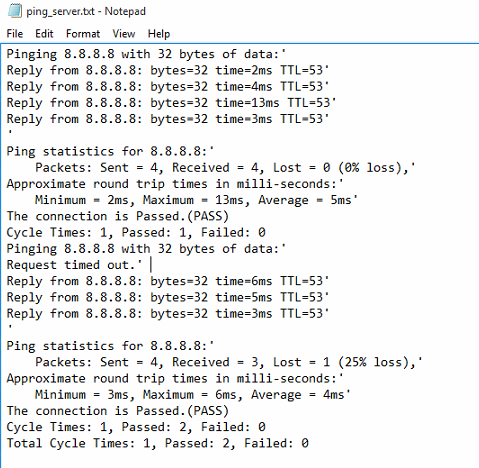 ping_server.txt - Notepad
File Edit Format View Help
Pinging 8.8.8.8 with 32 bytes of data:'
Reply from 8.8.8.8: bytes=32 time=2ms TTL=53'
Reply from 8.8.8.8: bytes=32 time=4ms TTL=53'
Reply from 8.8.8.8: bytes=32 time=13ms TTL=53'
Reply from 8.8.8.8: bytes=32 time=3ms TTL=53'
'
Ping statistics for 8.8.8.8:'
    Packets: Sent = 4, Received = 4, Lost = 0 (0% loss),'
Approximate round trip times in milli-seconds:'
    Minimum = 2ms, Maximum = 13ms, Average = 5ms'
The connection is Passed.(PASS)
Cycle Times: 1, Passed: 1, Failed: 0
Pinging 8.8.8.8 with 32 bytes of data:'
Request timed out.'
Reply from 8.8.8.8: bytes=32 time=6ms TTL=53'
Reply from 8.8.8.8: bytes=32 time=5ms TTL=53'
Reply from 8.8.8.8: bytes=32 time=3ms TTL=53'
'
Ping statistics for 8.8.8.8:'
    Packets: Sent = 4, Received = 3, Lost = 1 (25% loss),'
Approximate round trip times in milli-seconds:'
    Minimum = 3ms, Maximum = 6ms, Average = 4ms'
The connection is Passed.(PASS)
Cycle Times: 1, Passed: 2, Failed: 0
Total Cycle Times: 1, Passed: 2, Failed: 0